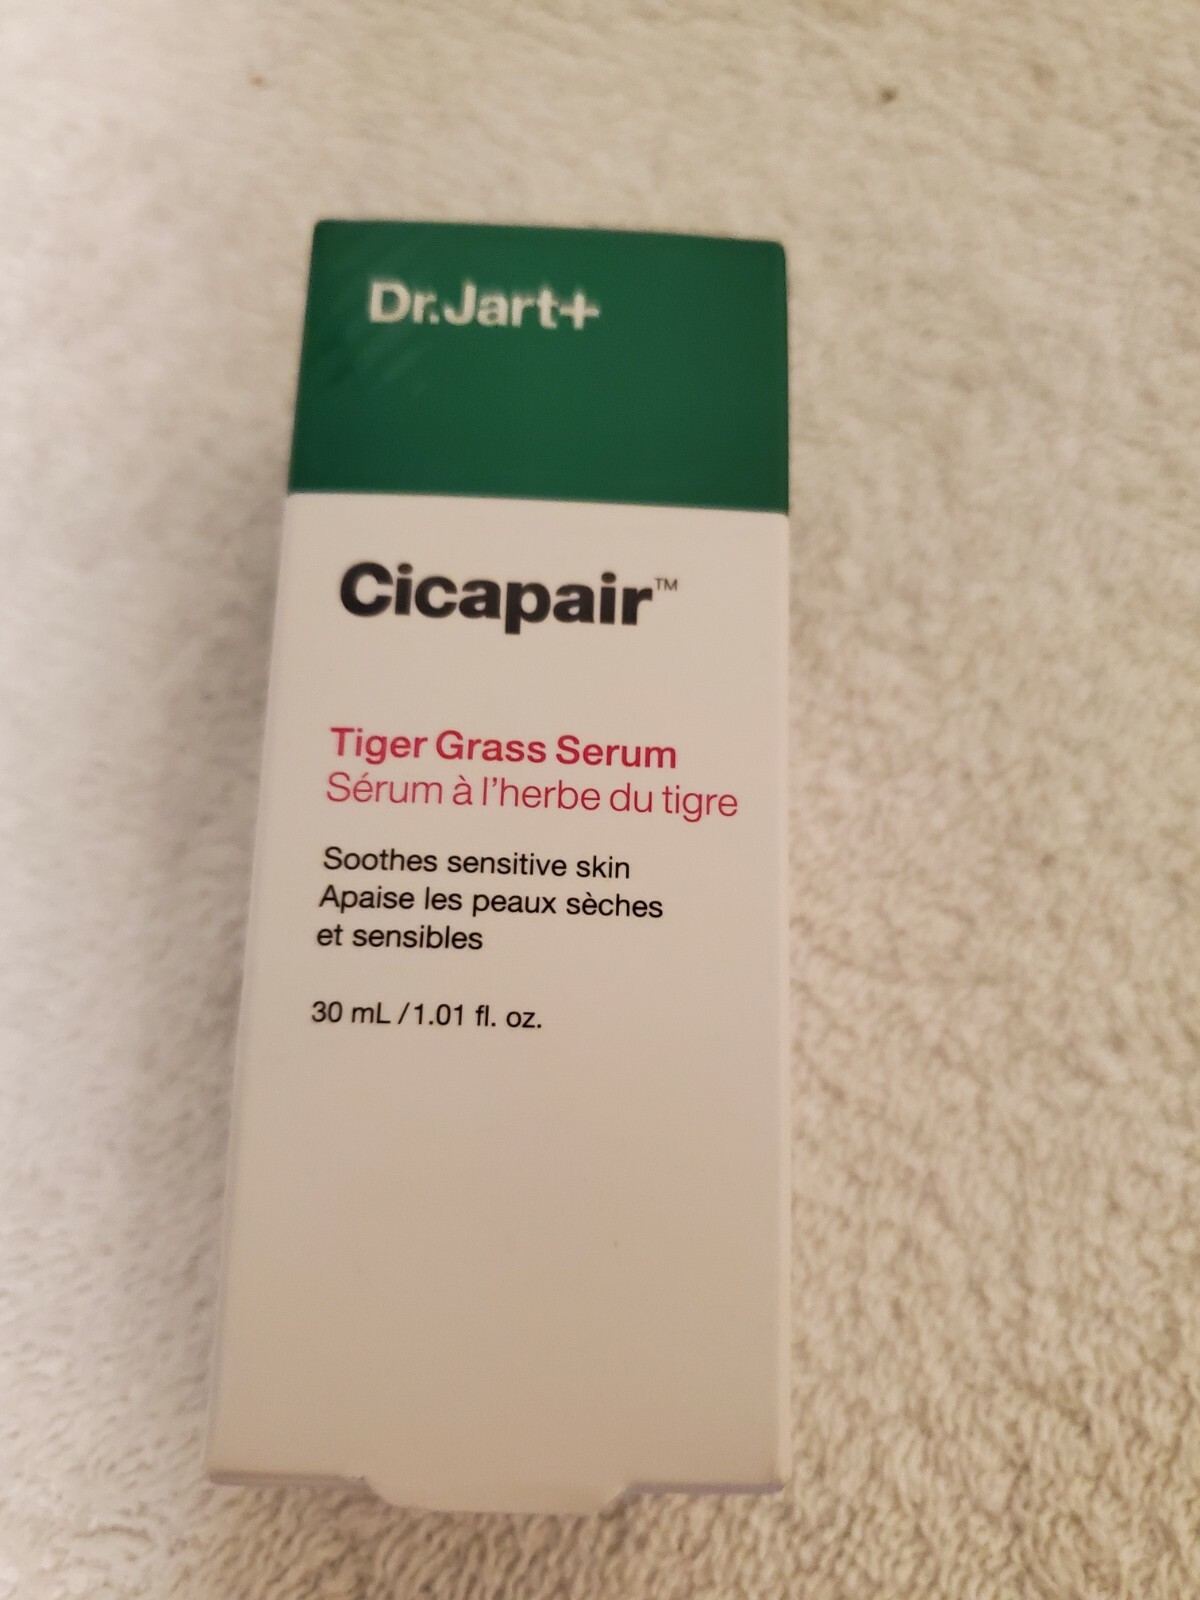 Dr.Jart+
Cicapair™
Tiger Grass Serum
Sérum à l'herbe du tigre
Soothes sensitive skin
Apaise les peaux sèches
et sensibles
30 mL / 1.01 fl. oz.